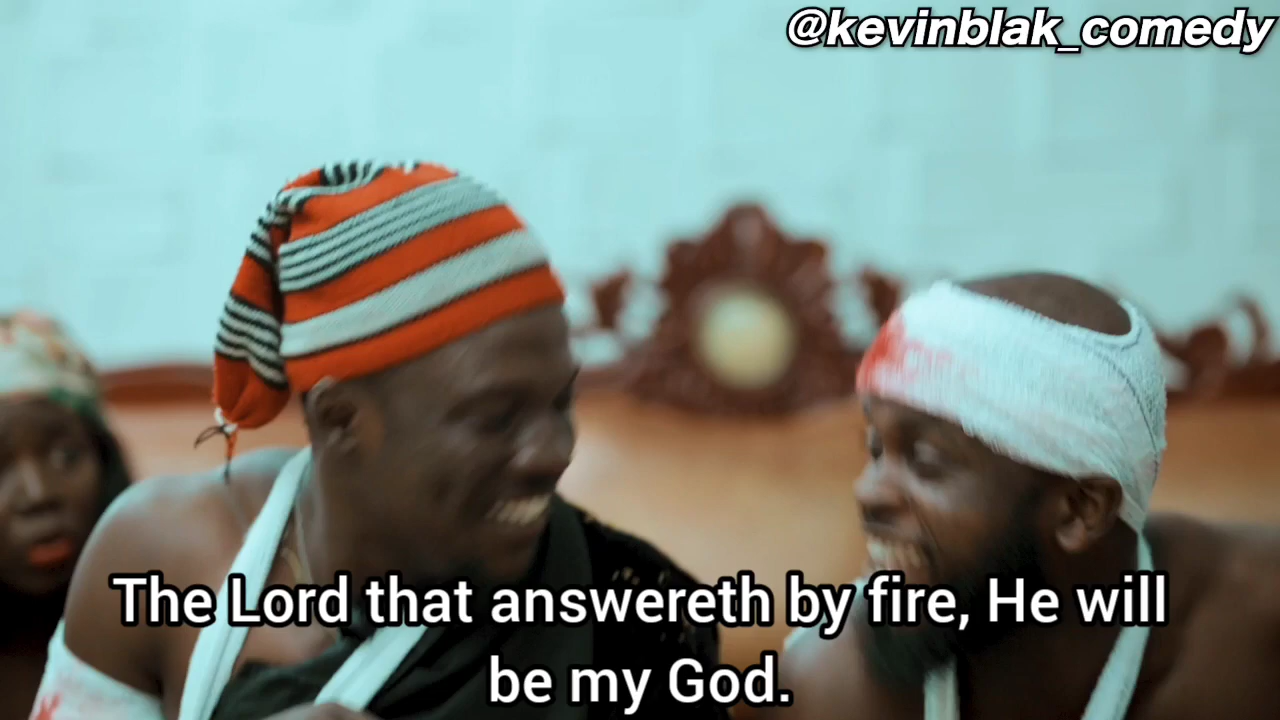 @kevinblak_comedy
The Lord that answereth by fire, He will
be my God.